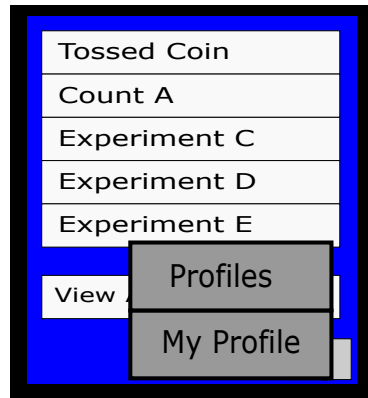 Tossed Coin
Count A
Experiment C
Experiment D
Experiment E
View
Profiles
My Profile